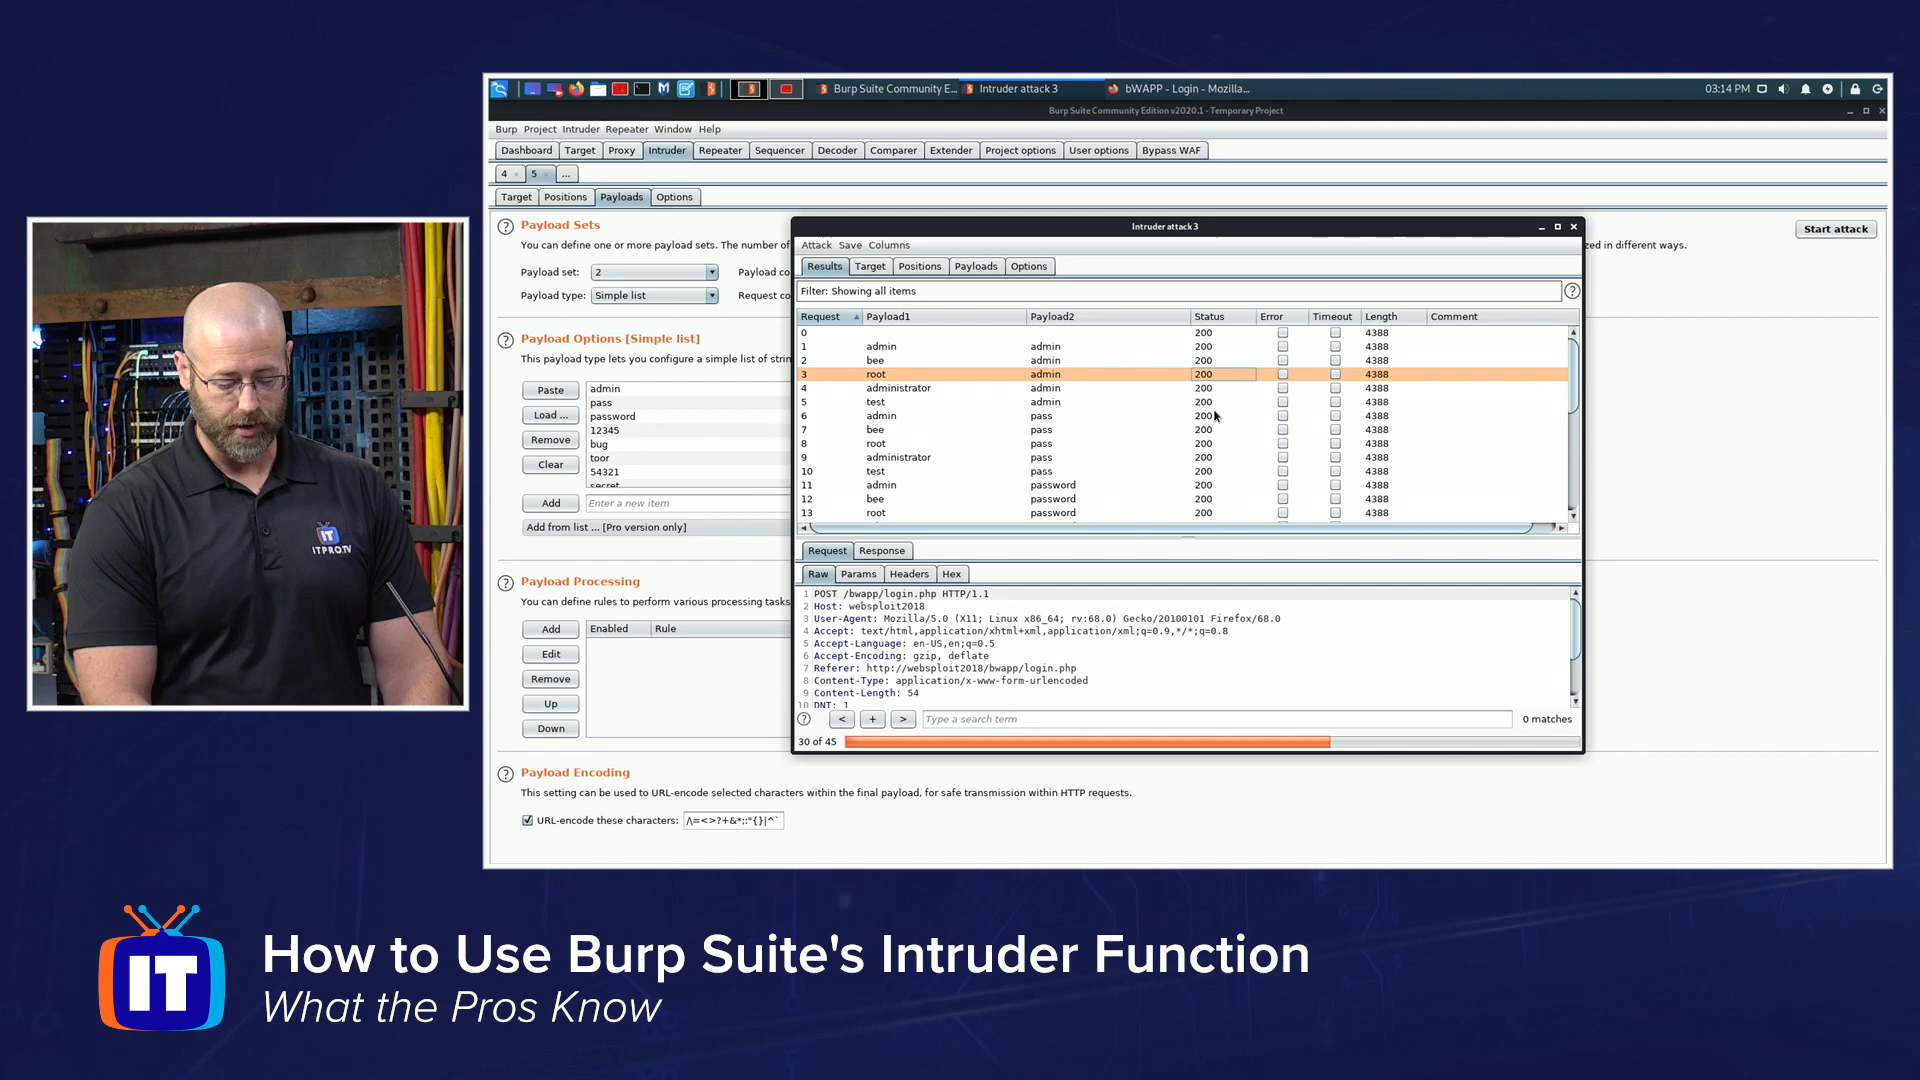 Burp Suite Community E...
Intruder attack 3
bWAPP - Login - Mozilla...
03:14 PM
Burp Suite Community Edition v2020.1 - Temporary Project
Burp Project Intruder Repeater Window Help
Dashboard Target Proxy Intruder Repeater Sequencer Decoder Comparer Extender Project options User options Bypass WAF
4 × 5 × ...
Target Positions Payloads Options
? Payload Sets
Start attack
You can define one or more payload sets. The number of
zed in different ways.
Payload set: 2 Payload co
Payload type: Simple list Request co
? Payload Options [Simple list]
This payload type lets you configure a simple list of strin
Paste
Load ...
Remove
Clear
admin
pass
password
12345
bug
toor
54321
secret
Add Enter a new item
Add from list ... [Pro version only]
? Payload Processing
You can define rules to perform various processing tasks
Add Enabled Rule
Edit
Remove
Up
Down
? Payload Encoding
This setting can be used to URL-encode selected characters within the final payload, for safe transmission within HTTP requests.
URL-encode these characters:
Intruder attack 3
Attack Save Columns
Results Target Positions Payloads Options
Filter: Showing all items ?
Request Payload1 Payload2 Status Error Timeout Length Comment
0 200 4388
1 admin admin 200 4388
2 bee admin 200 4388
3 root admin 200 4388
4 administrator admin 200 4388
5 test admin 200 4388
6 admin pass 200 4388
7 bee pass 200 4388
8 root pass 200 4388
9 administrator pass 200 4388
10 test pass 200 4388
11 admin password 200 4388
12 bee password 200 4388
13 root password 200 4388
Request Response
Raw Params Headers Hex
1 POST /bwapp/login.php HTTP/1.1
2 Host: websploit2018
3 User-Agent: Mozilla/5.0 (X11; Linux x86_64; rv:68.0) Gecko/20100101 Firefox/68.0
4 Accept: text/html,application/xhtml+xml,application/xml;q=0.9,*/*;q=0.8
5 Accept-Language: en-US,en;q=0.5
6 Accept-Encoding: gzip, deflate
7 Referer: http://websploit2018/bwapp/login.php
8 Content-Type: application/x-www-form-urlencoded
9 Content-Length: 54
10 DNT: 1
? < + > Type a search term 0 matches
30 of 45
IT
ITPRO.TV
IT
How to Use Burp Suite's Intruder Function
What the Pros Know